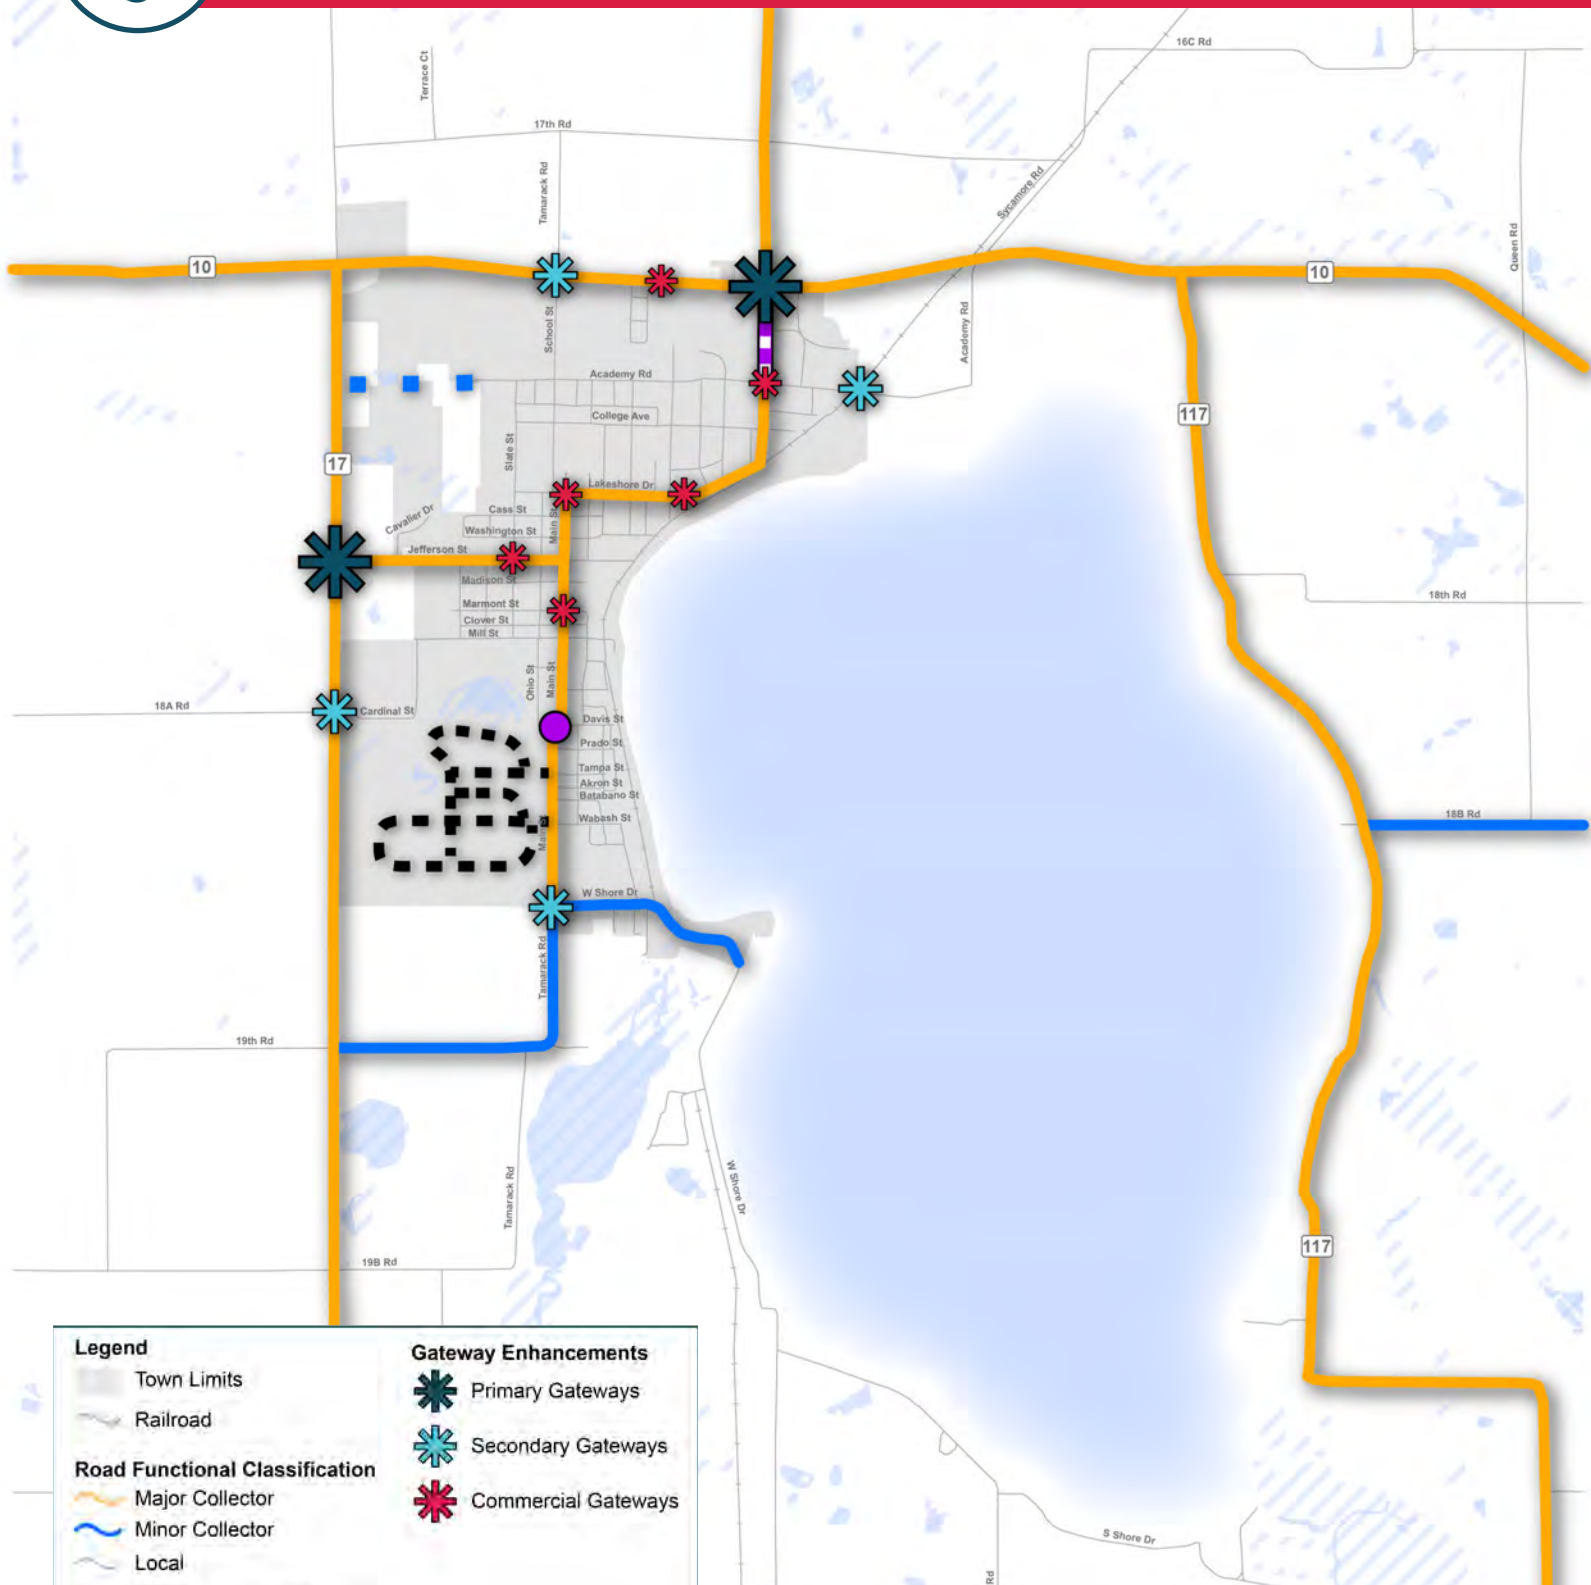 16C Rd
Terrace Ct
17th Rd
Tamarack Rd
Sycamore Rd
Queen Rd
10
10
School St
Academy Rd
Academy Rd
117
College Ave
Slate St
17
Lakeshore Dr
Cass St
Main St
Cavalier Dr
Washington St
Jefferson St
Madison St
18th Rd
Marmont St
Clover St
Mill St
Ohio St
Main St
18A Rd
Cardinal St
Davis St
Prado St
Tampa St
Akron St
Batabano St
Wabash St
Main St
18B Rd
W Shore Dr
Tamarack Rd
19th Rd
Tamarack Rd
W Shore Dr
117
19B Rd
Legend
Town Limits
Railroad
Road Functional Classification
Major Collector
Minor Collector
Local
Gateway Enhancements
Primary Gateways
Secondary Gateways
Commercial Gateways
S Shore Dr
Rd